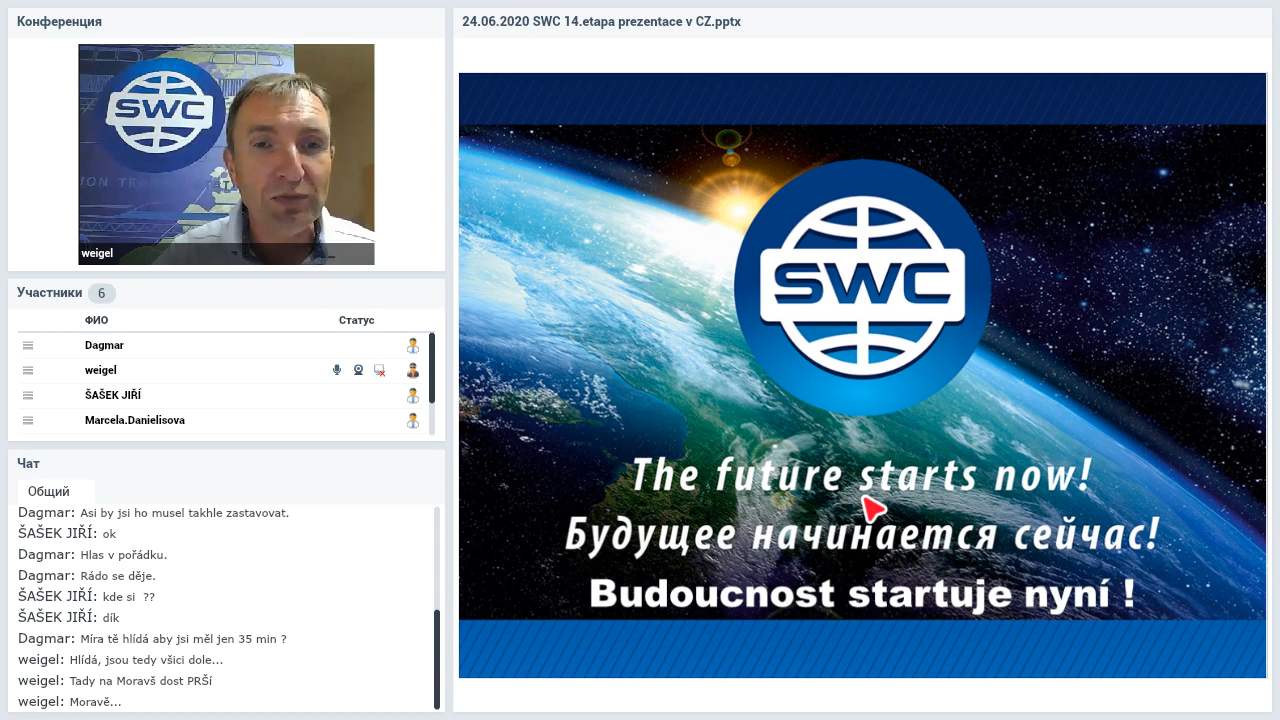 Конференция
SWC
ION TRAN
weigel
Участники 6
ФИО Статус
Dagmar
weigel
ŠAŠEK JIŘÍ
Marcela.Danielisova
Чат
Общий
Dagmar: Asi by jsi ho musel takhle zastavovat.
ŠAŠEK JIŘÍ: ok
Dagmar: Hlas v pořádku.
Dagmar: Rádo se děje.
ŠAŠEK JIŘÍ: kde si ??
ŠAŠEK JIŘÍ: dík
Dagmar: Míra tě hlídá aby jsi měl jen 35 min ?
weigel: Hlídá, jsou tedy všici dole...
weigel: Tady na Moravš dost PRŠí
weigel: Moravě...
24.06.2020 SWC 14.etapa prezentace v CZ.pptx
SWC
The future starts now!
Будущее начинается сейчас!
Budoucnost startuje nyní !